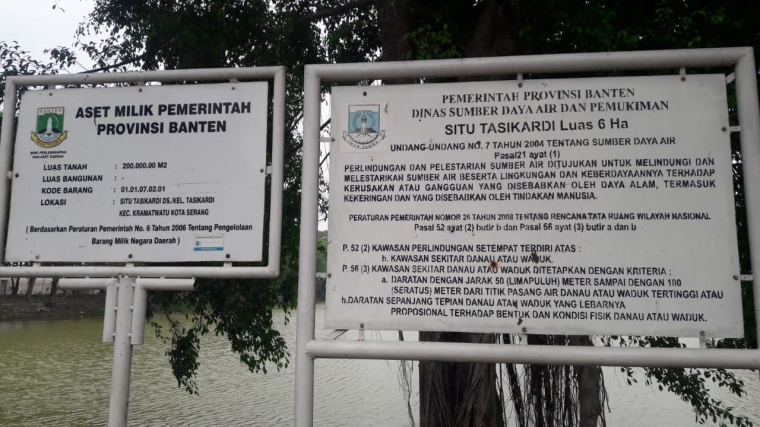 BANTEN
BIRO PERLENGKAPAN
DAN ASET DAERAH
ASET MILIK PEMERINTAH
PROVINSI BANTEN
LUAS TANAH : 200.000.00 M2
LUAS BANGUNAN : -
KODE BARANG : 01.01.07.02.01
LOKASI : SITU TASIKARDI DS./KEL. TASIKARDI
KEC. KRAMATWATU KOTA SERANG
( Berdasarkan Peraturan Pemerintah No. 6 Tahun 2006 Tentang Pengelolaan
Barang Milik Negara Daerah )
PEMERINTAH PROVINSI BANTEN
DINAS SUMBER DAYA AIR DAN PEMUKIMAN
SITU TASIKARDI Luas 6 Ha
UNDANG-UNDANG NO. 7 TAHUN 2004 TENTANG SUMBER DAYA AIR
Pasal21 ayat (1)
PERLINDUNGAN DAN PELESTARIAN SUMBER AIR DITUJUKAN UNTUK MELINDUNGI DAN
MELESTARIKAN SUMBER AIR BESERTA LINGKUNGAN DAN KEBERDAYAANNYA TERHADAP
KERUSAKAN ATAU GANGGUAN YANG DISEBABKAN OLEH DAYA ALAM, TERMASUK
KEKERINGAN DAN YANG DISEBABKAN OLEH TINDAKAN MANUSIA.
PERATURAN PEMERINTAH NOMOR 26 TAHUN 2008 TENTANG RENCANA TATA RUANG WILAYAH NASIONAL
Pasal 52 ayat (2) butir b dan Pasal 56 ayat (3) butir a dan b
P. 52 (2) KAWASAN PERLINDUNGAN SETEMPAT TERDIRI ATAS :
b. KAWASAN SEKITAR DANAU ATAU WADUK.
P. 56 (3) KAWASAN SEKITAR DANAU ATAU WADUK DITETAPKAN DENGAN KRITERIA :
a. DARATAN DENGAN JARAK 50 (LIMAPULUH) METER SAMPAI DENGAN 100
(SERATUS) METER DARI TITIK PASANG AIR DANAU ATAU WADUK TERTINGGI ATAU
b. DARATAN SEPANJANG TEPIAN DANAU ATAU WADUK YANG LEBARNYA
PROPOSIONAL TERHADAP BENTUK DAN KONDISI FISIK DANAU ATAU WADUK.